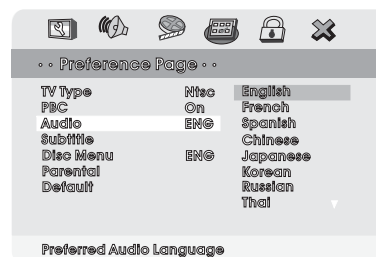 ·· Preference Page ··
TV Type Ntsc English
PBC On French
Audio ENG Spanish
Subtitle Chinese
Disc Menu ENG Japanese
Parental Korean
Default Russian
Thai
Preferred Audio Language